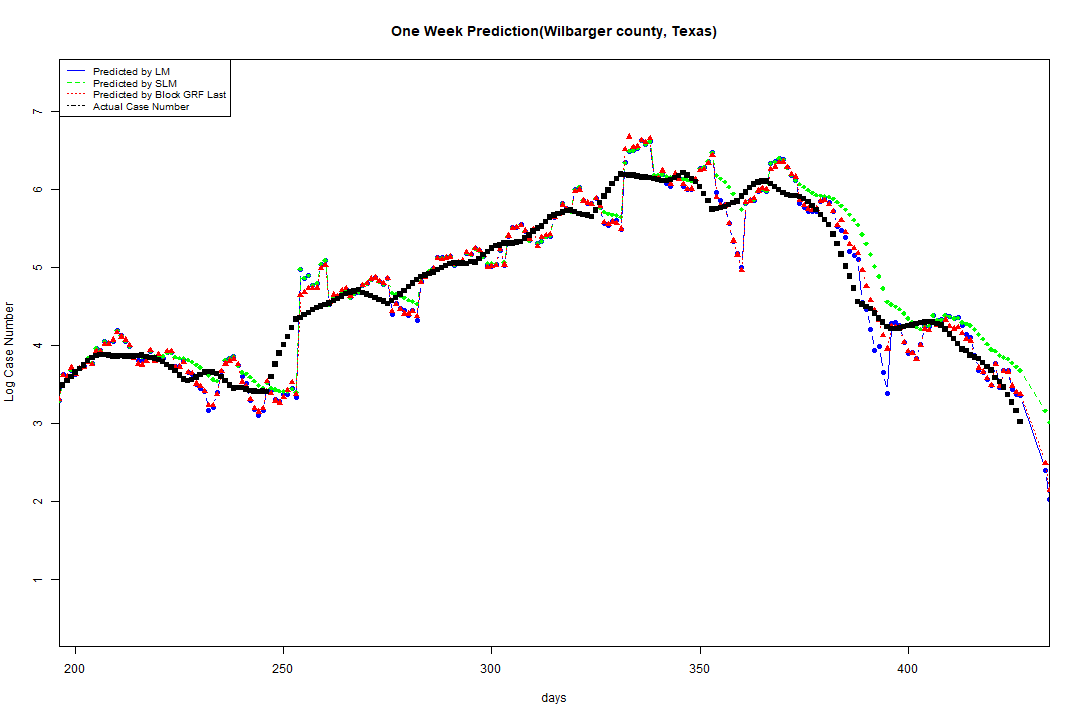 One Week Prediction(Wilbarger county, Texas)
Predicted by LM
Predicted by SLM
Predicted by Block GRF Last
Actual Case Number
Log Case Number
7
6
5
4
3
2
1
200 250 300 350 400
days